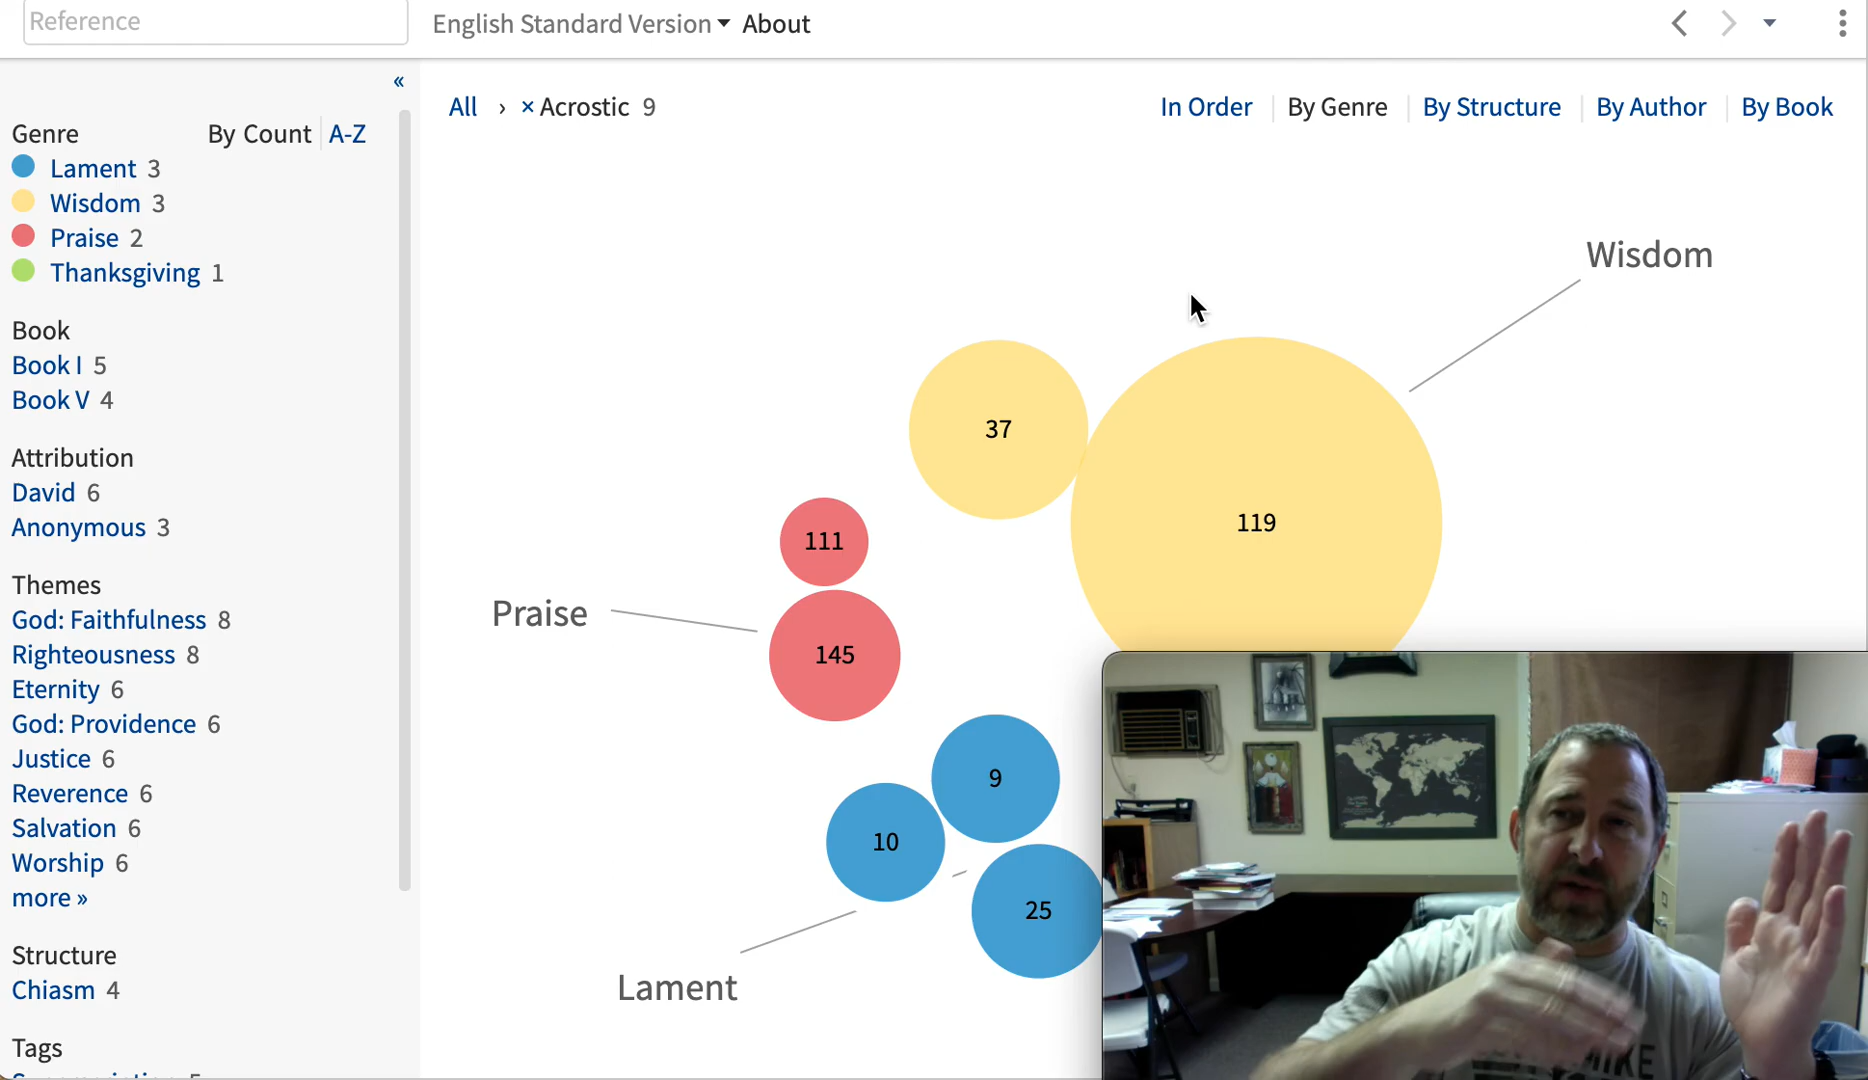 Reference
English Standard Version About
«
All › × Acrostic 9
In Order By Genre By Structure By Author By Book
Genre By Count A-Z
Lament 3
Wisdom 3
Praise 2
Thanksgiving 1
Book
Book I 5
Book V 4
Attribution
David 6
Anonymous 3
Themes
God: Faithfulness 8
Righteousness 8
Eternity 6
God: Providence 6
Justice 6
Reverence 6
Salvation 6
Worship 6
more »
Structure
Chiasm 4
Tags
Wisdom
37
119
111
Praise
145
9
10
25
Lament